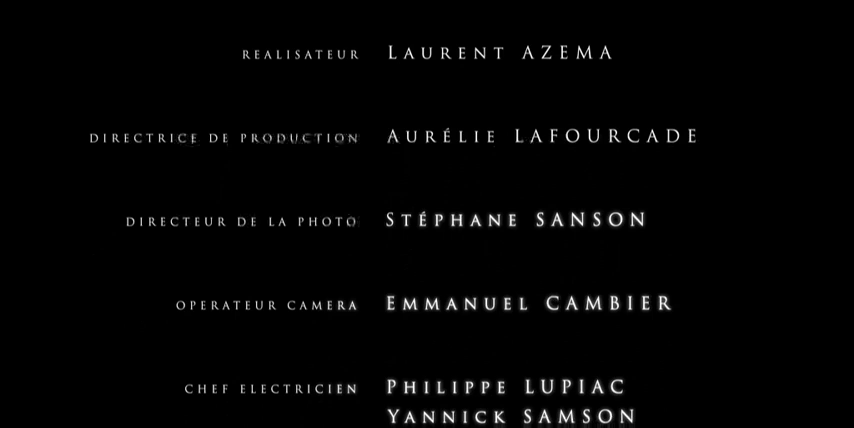 REALISATEUR LAURENT AZEMA
DIRECTRICE DE PRODUCTION AURÉLIE LAFOURCADE
DIRECTEUR DE LA PHOTO STÉPHANE SANSON
OPERATEUR CAMERA EMMANUEL CAMBIER
CHEF ELECTRICIEN PHILIPPE LUPIAC
YANNICK SAMSON